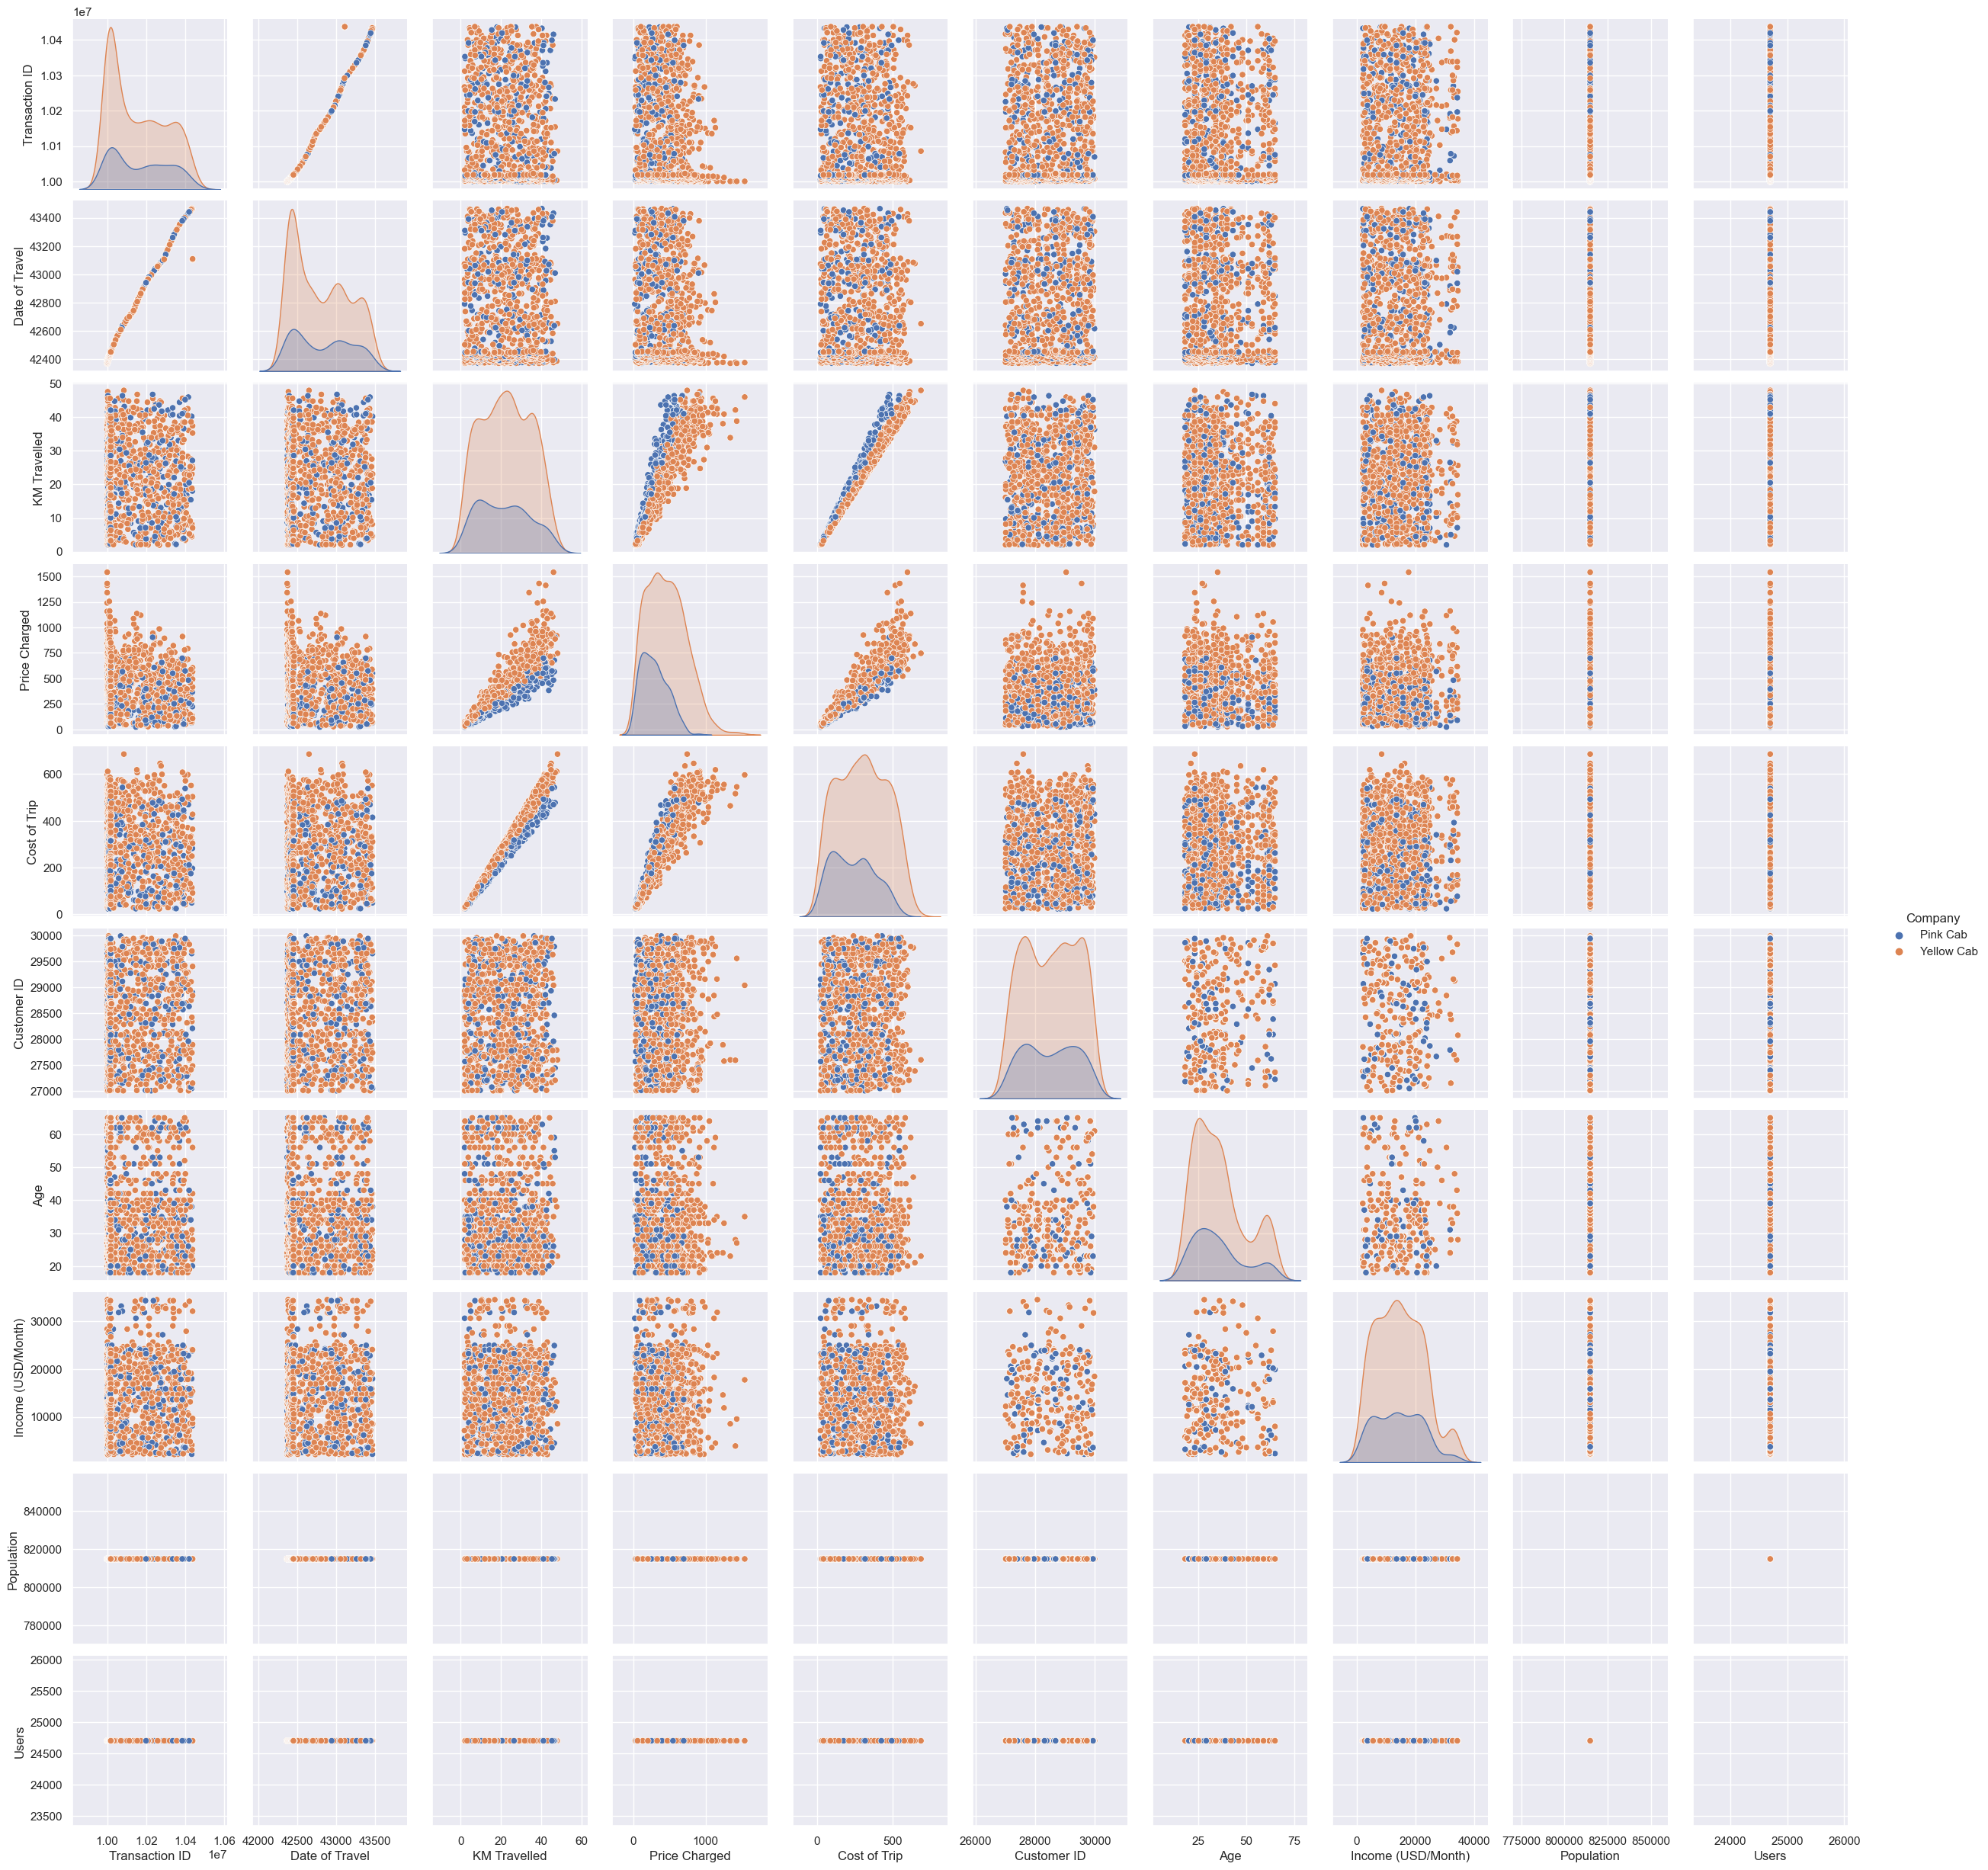 1e7
1.04
1.03
1.02
1.01
1.00
Transaction ID
43400
43200
43000
42800
42600
42400
Date of Travel
50
40
30
20
10
0
KM Travelled
1500
1250
1000
750
500
250
0
Price Charged
600
400
200
0
Cost of Trip
Company
Pink Cab
Yellow Cab
30000
29500
29000
28500
28000
27500
27000
Customer ID
60
50
40
30
20
Age
30000
20000
10000
Income (USD/Month)
840000
820000
800000
780000
Population
26000
25500
25000
24500
24000
23500
Users
1.00 1.02 1.04 1.06
1e7
Transaction ID
42000 42500 43000 43500
Date of Travel
0 20 40 60
KM Travelled
0 1000
Price Charged
0 500
Cost of Trip
26000 28000 30000
Customer ID
25 50 75
Age
0 20000 40000
Income (USD/Month)
775000 800000 825000 850000
Population
24000 25000 26000
Users